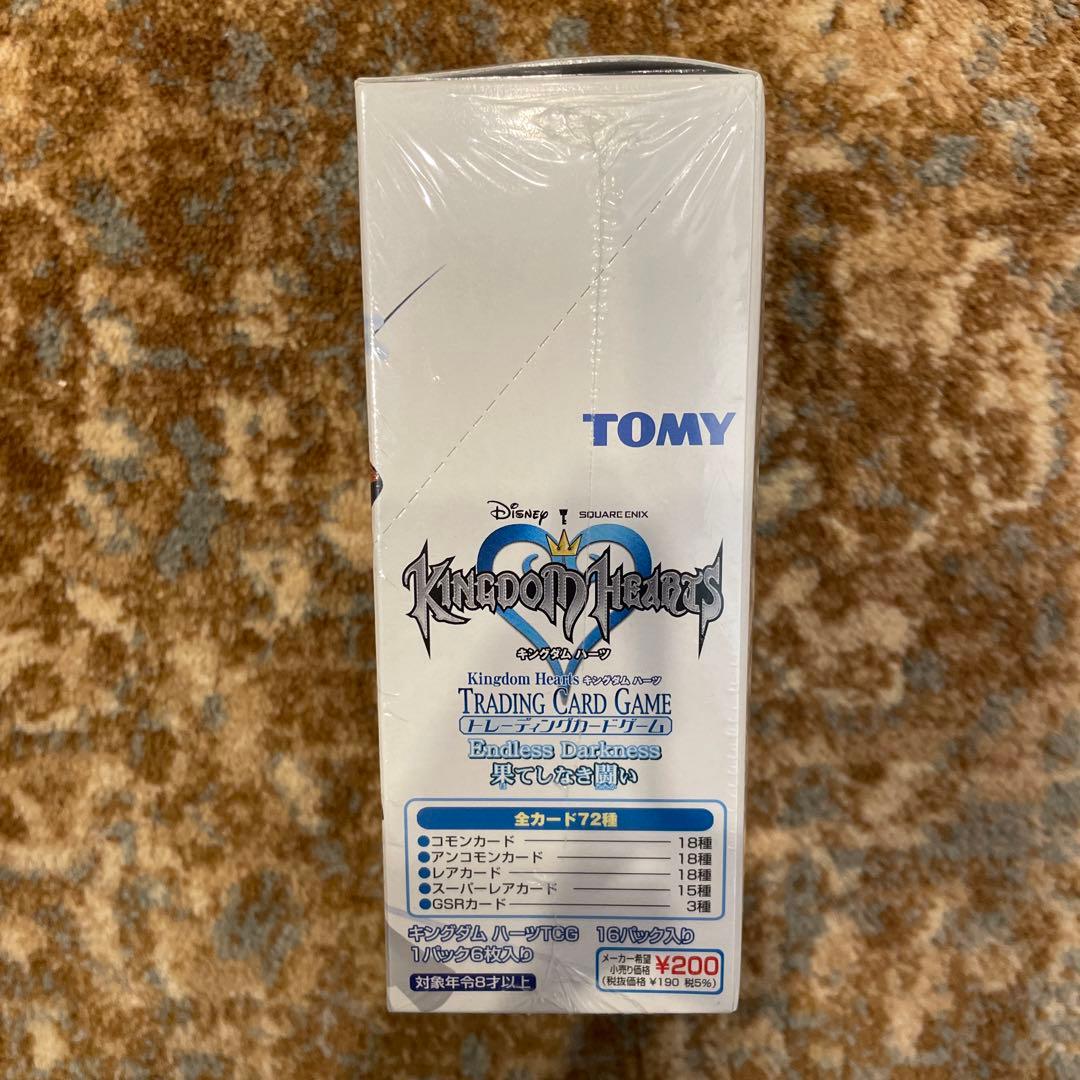 TOMY
Disney SQUARE ENIX
KINGDOM HEARTS
キングダム ハーツ
Kingdom Hearts キングダム ハーツ
TRADING CARD GAME
トレーディングカードゲーム
Endless Darkness
果てしなき闘い
全カード72種
●コモンカード 18種
●アンコモンカード 18種
●レアカード 18種
●スーパーレアカード 15種
●GSRカード 3種
キングダム ハーツTCG 16パック入り
1パック6枚入り
対象年令8才以上
メーカー希望
小売り価格 ¥200
(税抜価格 ¥190 税5%)